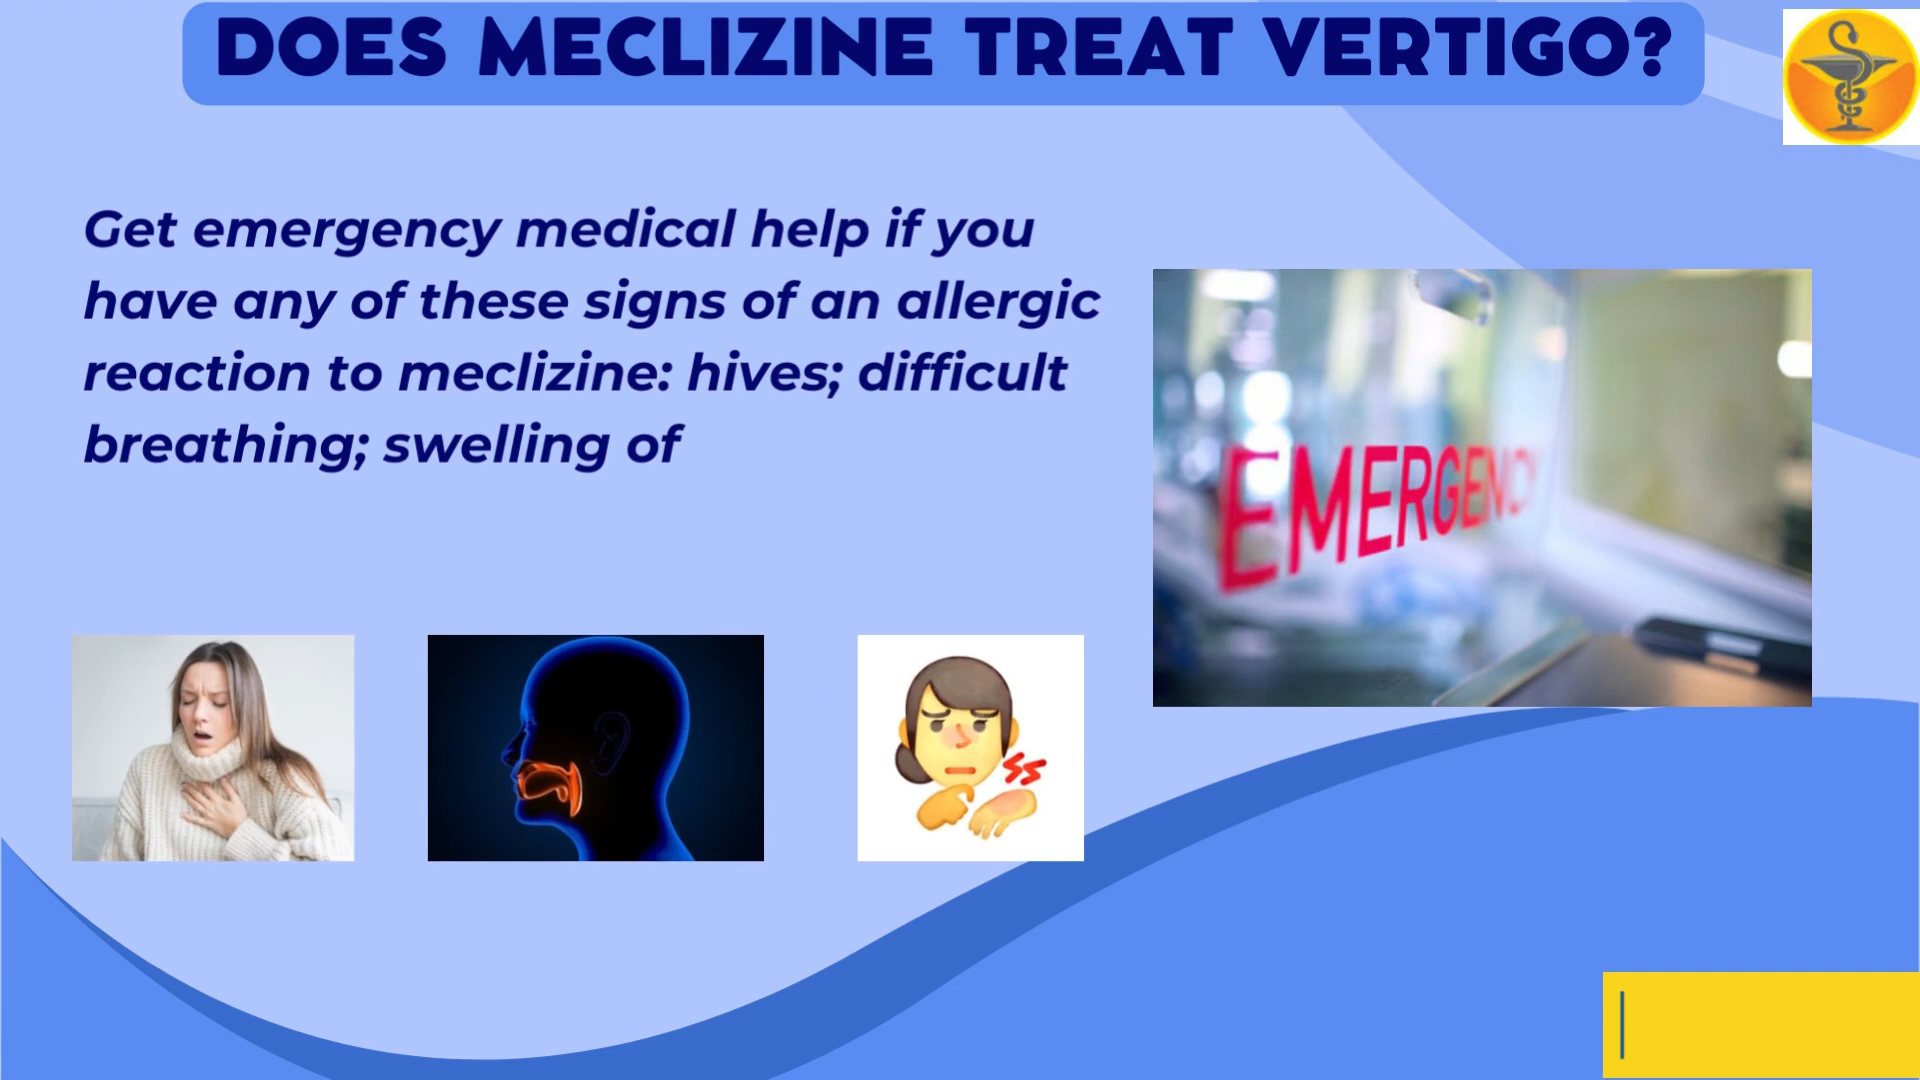 DOES MECLIZINE TREAT VERTIGO?
Get emergency medical help if you
have any of these signs of an allergic
reaction to meclizine: hives; difficult
breathing; swelling of
EMERGENCY